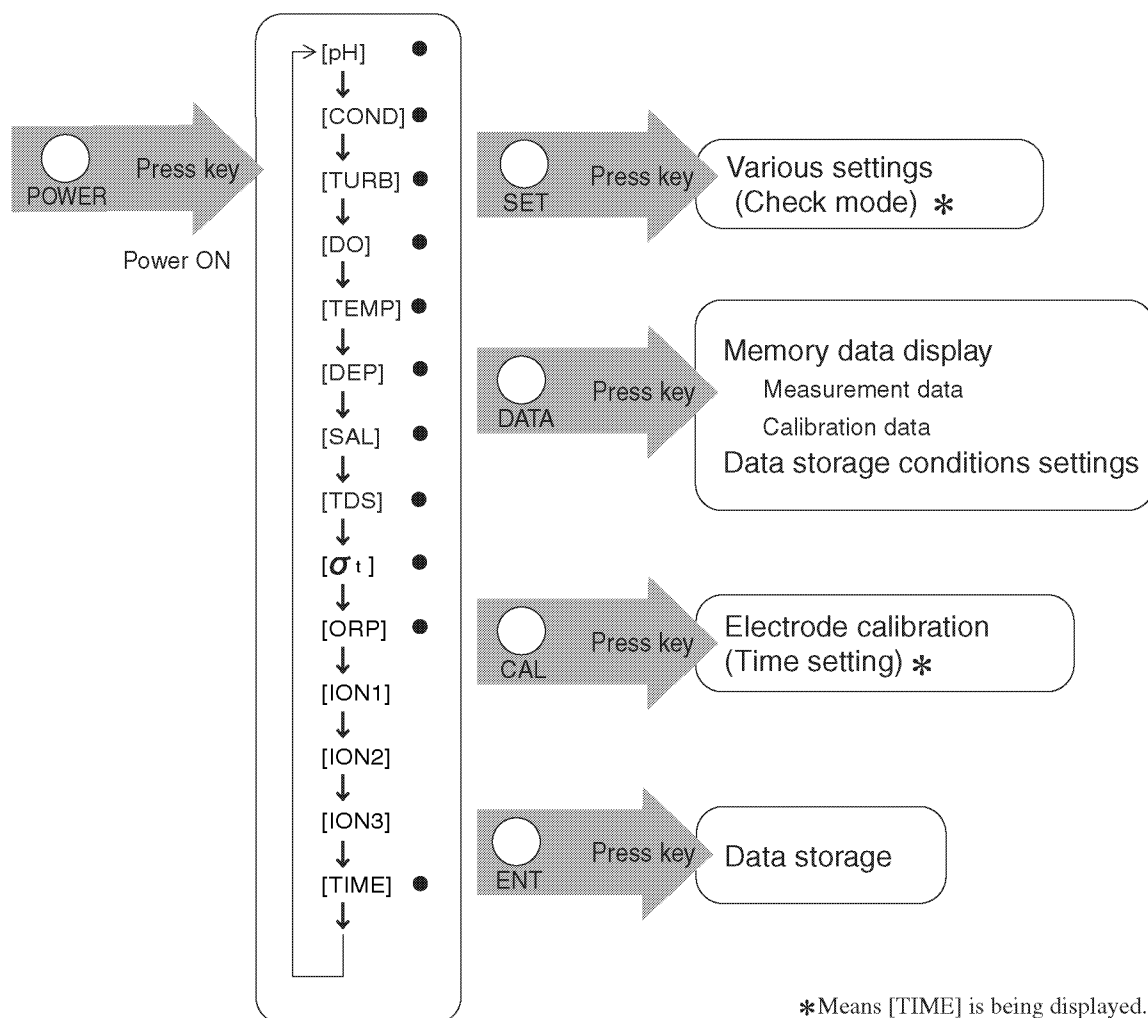 [pH] ●
[COND] ●
[TURB] ●
[DO] ●
[TEMP] ●
[DEP] ●
[SAL] ●
[TDS] ●
[σt] ●
[ORP] ●
[ION1]
[ION2]
[ION3]
[TIME] ●
POWER
Press key
Power ON
SET
Press key
Various settings
(Check mode) *
DATA
Press key
Memory data display
Measurement data
Calibration data
Data storage conditions settings
CAL
Press key
Electrode calibration
(Time setting) *
ENT
Press key
Data storage
*Means [TIME] is being displayed.